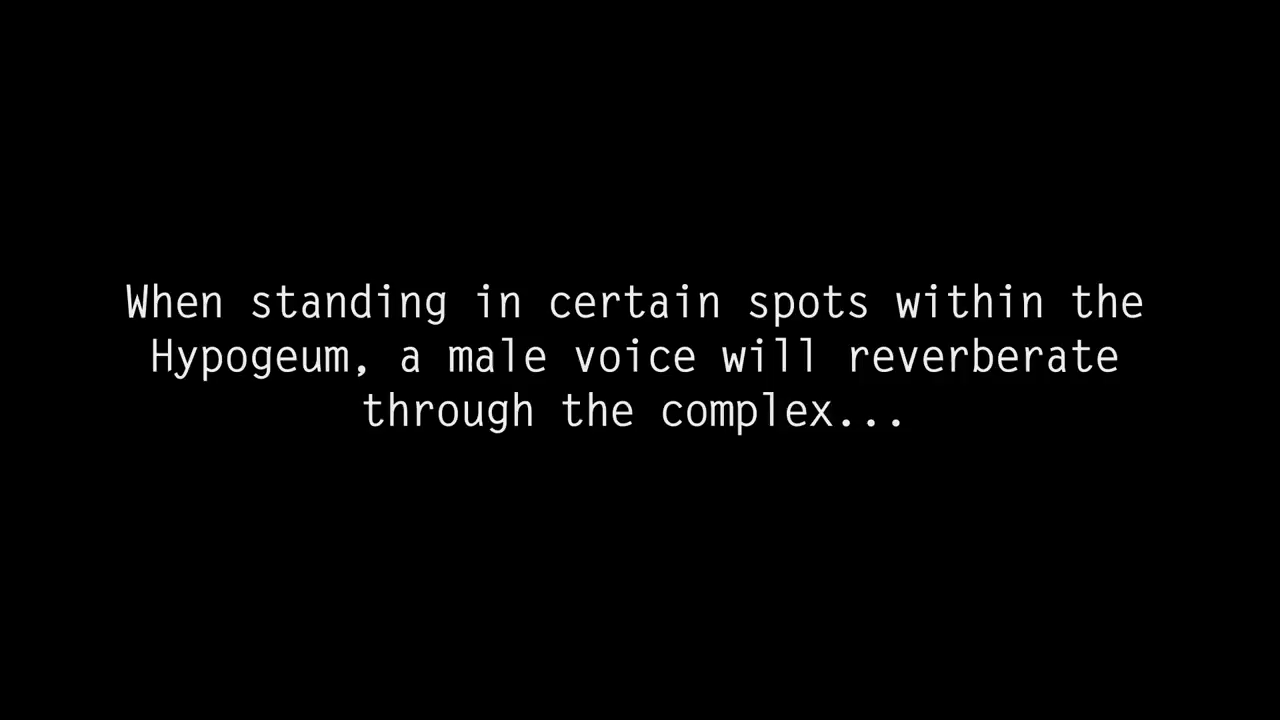 When standing in certain spots within the
Hypogeum, a male voice will reverberate
through the complex...